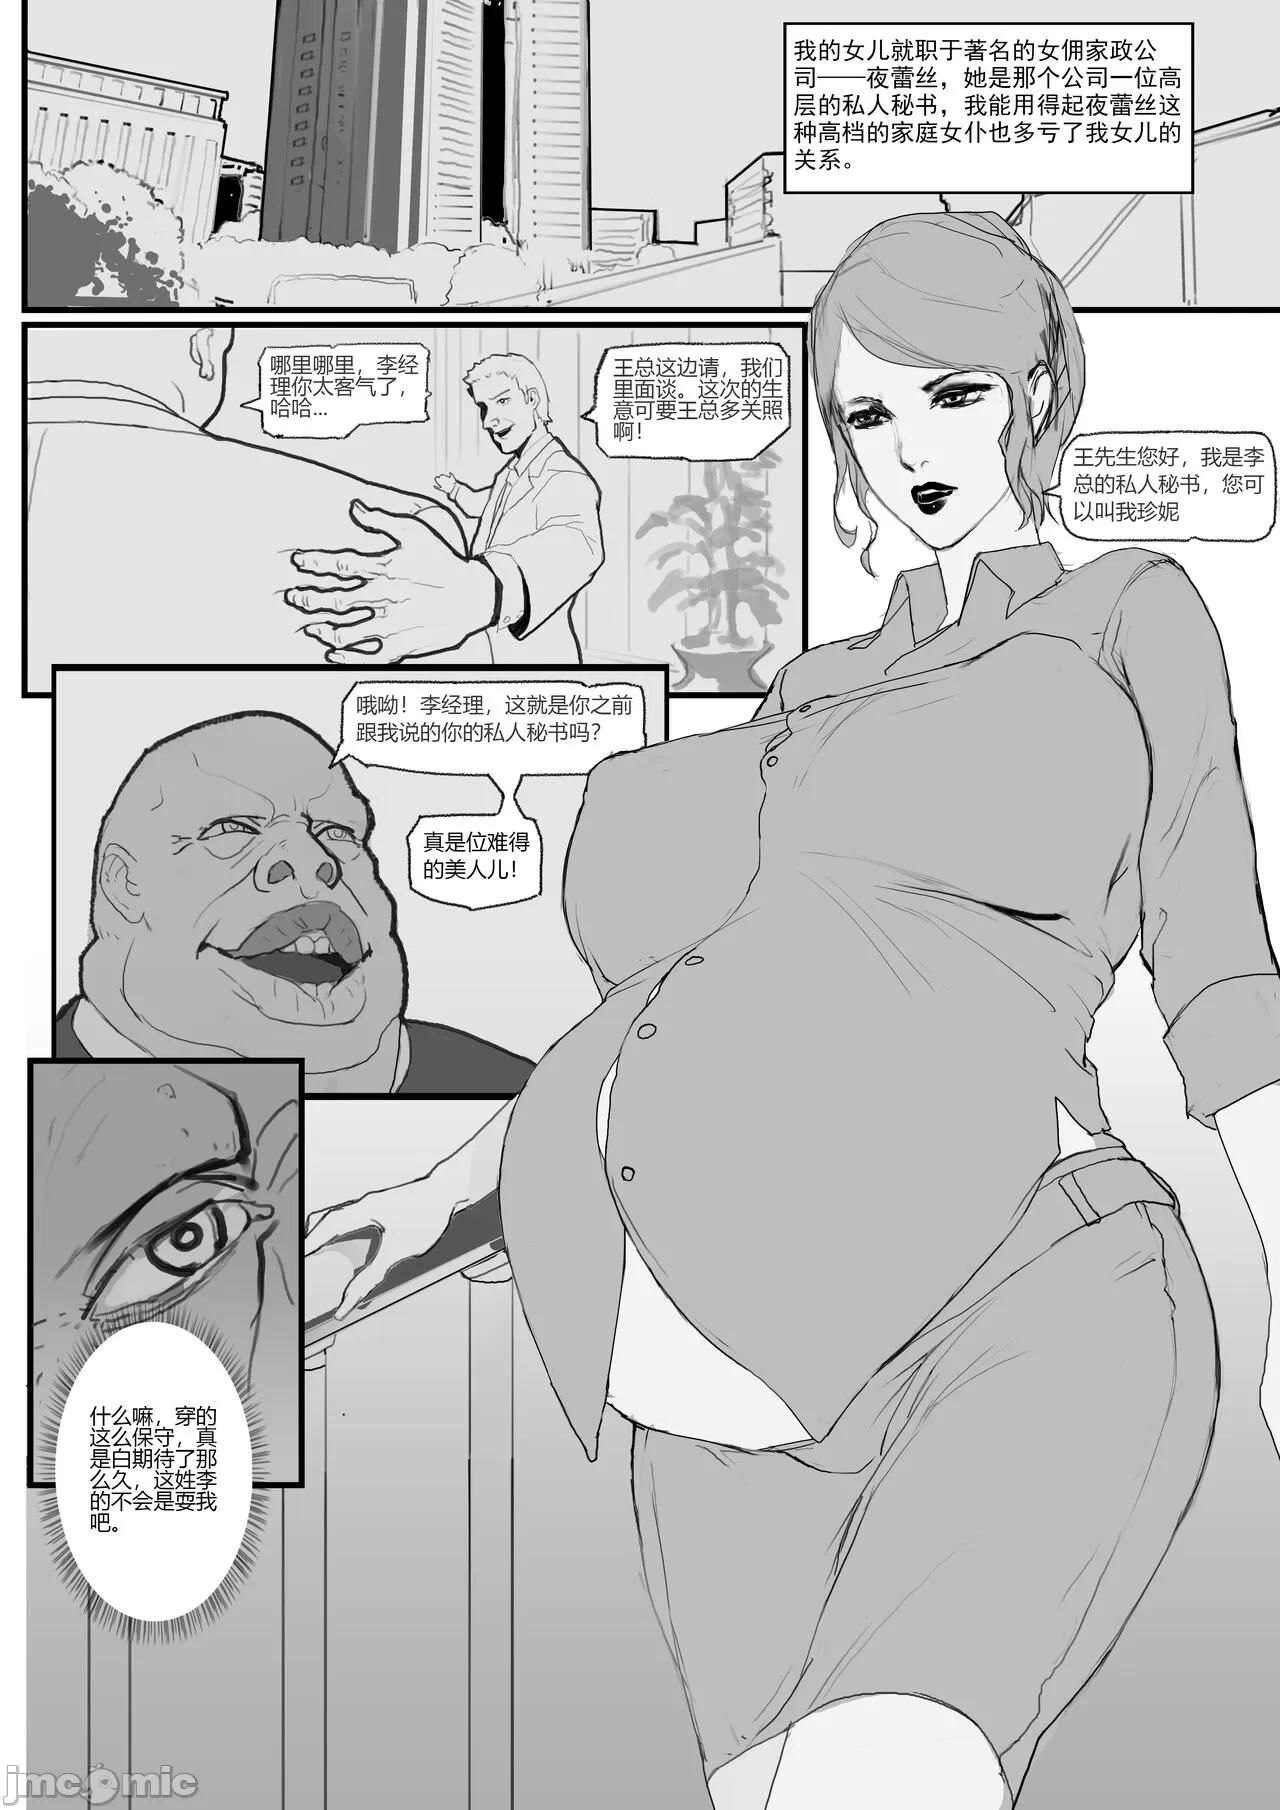 我的女儿就职于著名的女佣家政公
司——夜蕾丝，她是那个公司一位高
层的私人秘书，我能用得起夜蕾丝这
种高档的家庭女仆也多亏了我女儿的
关系。
哪里哪里，李经
理你太客气了，
哈哈...
王总这边请，我们
里面谈。这次的生
意可要王总多关照
啊！
王先生您好，我是李
总的私人秘书，您可
以叫我珍妮
哦呦！李经理，这就是你之前
跟我说的你的私人秘书吗？
真是位难得
的美人儿！
什么嘛，穿的
这么保守，真
是白期待了那
么久，这姓李
的不会是耍我
吧。
jmcomic